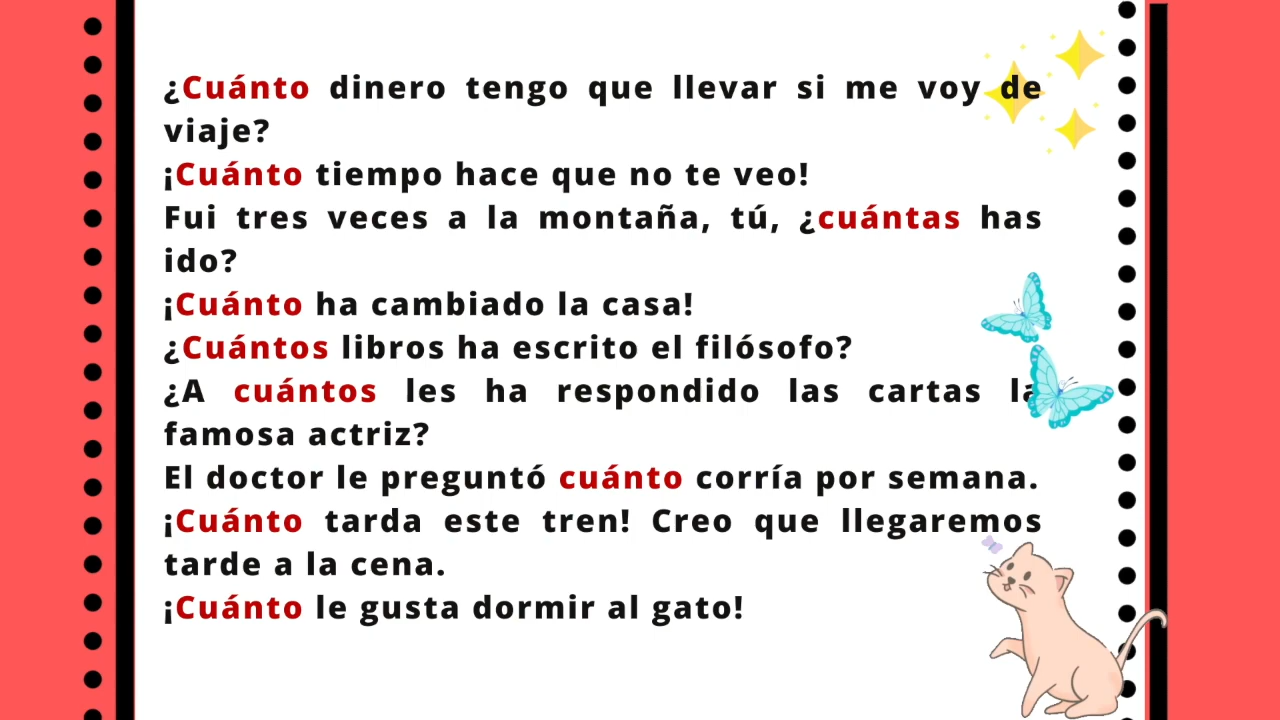 ¿Cuánto dinero tengo que llevar si me voy de
viaje?
¡Cuánto tiempo hace que no te veo!
Fui tres veces a la montaña, tú, ¿cuántas has
ido?
¡Cuánto ha cambiado la casa!
¿Cuántos libros ha escrito el filósofo?
¿A cuántos les ha respondido las cartas la
famosa actriz?
El doctor le preguntó cuánto corría por semana.
¡Cuánto tarda este tren! Creo que llegaremos
tarde a la cena.
¡Cuánto le gusta dormir al gato!